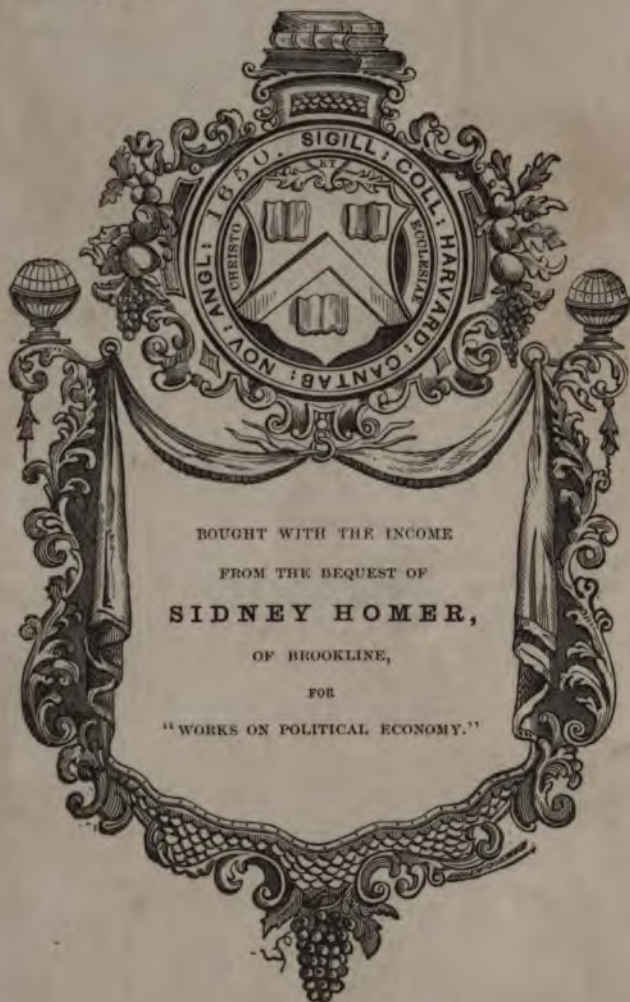 SIGILL: COLL: HARVARD: CANTAB: NOV: ANGL: 1650.
ET
CHRISTO
ECCLESIAE
BOUGHT WITH THE INCOME
FROM THE BEQUEST OF
SIDNEY HOMER,
OF BROOKLINE,
FOR
"WORKS ON POLITICAL ECONOMY."